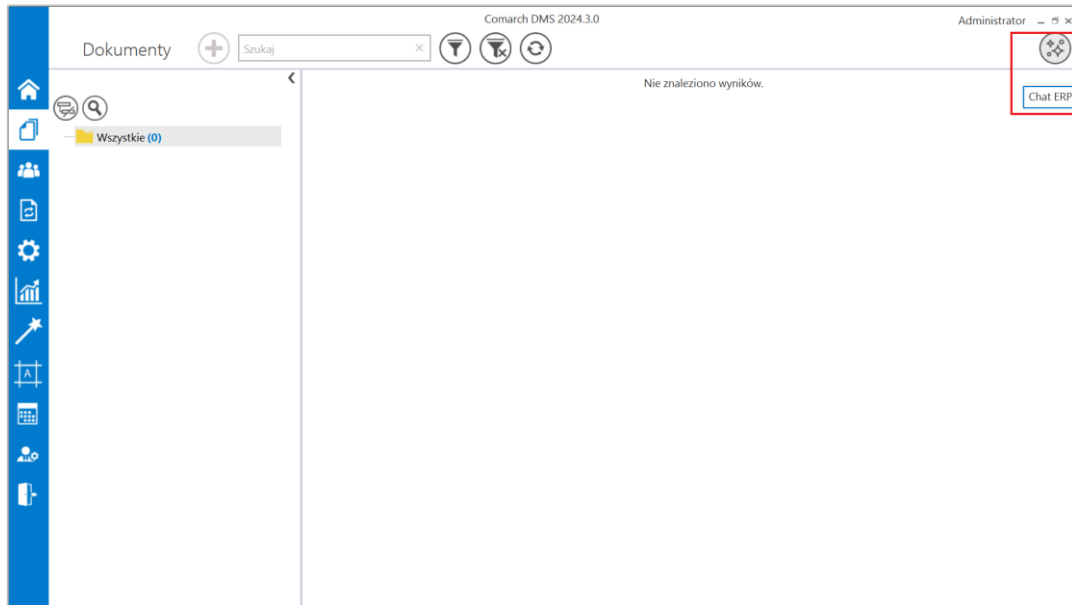 Comarch DMS 2024.3.0
Administrator
Dokumenty
Szukaj
Nie znaleziono wyników.
Chat ERP
Wszystkie (0)
A